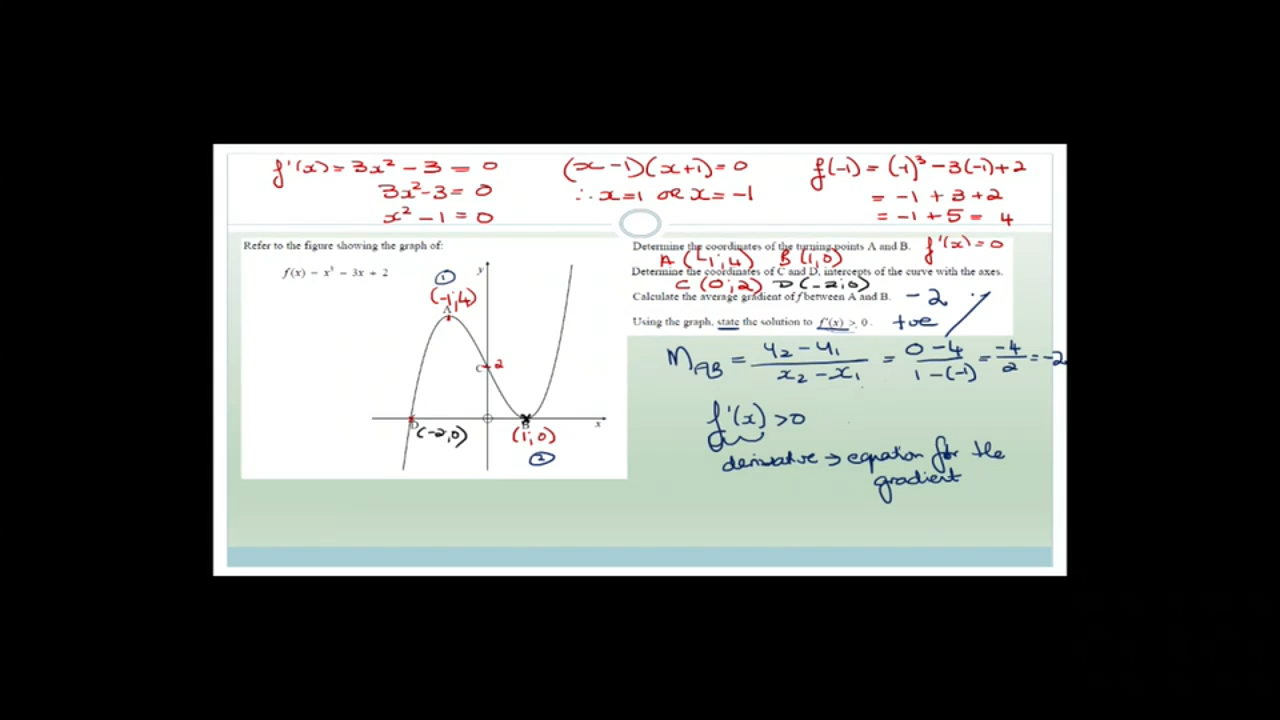 f'(x) = 3x² - 3 = 0
3x² - 3 = 0
x² - 1 = 0
(x - 1)(x + 1) = 0
∴ x = 1 OR x = -1
f(-1) = (-1)³ - 3(-1) + 2
= -1 + 3 + 2
= -1 + 5 = 4
Refer to the figure showing the graph of:
f(x) = x³ - 3x + 2
①
(-1;4)
A
y
C 2
D
(-2;0)
B
(1;0)
②
x
Determine the coordinates of the turning points A and B. f'(x) = 0
A (-1;4) B (1;0)
Determine the coordinates of C and D, intercepts of the curve with the axes.
C (0;2) D (-2;0)
Calculate the average gradient of f between A and B. -2
Using the graph, state the solution to f'(x) > 0. +ve
M_AB = y₂ - y₁ / x₂ - x₁ = 0 - 4 / 1 - (-1) = -4 / 2 = -2
f'(x) > 0
derivative → equation for the
gradient